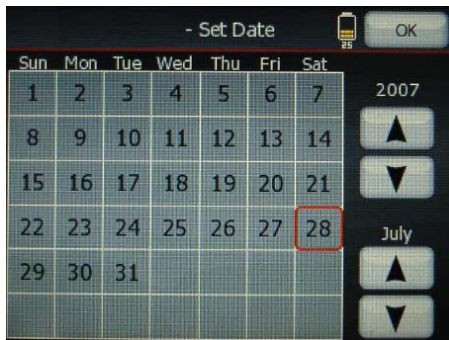 - Set Date
25
OK
Sun Mon Tue Wed Thu Fri Sat
1 2 3 4 5 6 7
2007
8 9 10 11 12 13 14
15 16 17 18 19 20 21
22 23 24 25 26 27 28
July
29 30 31